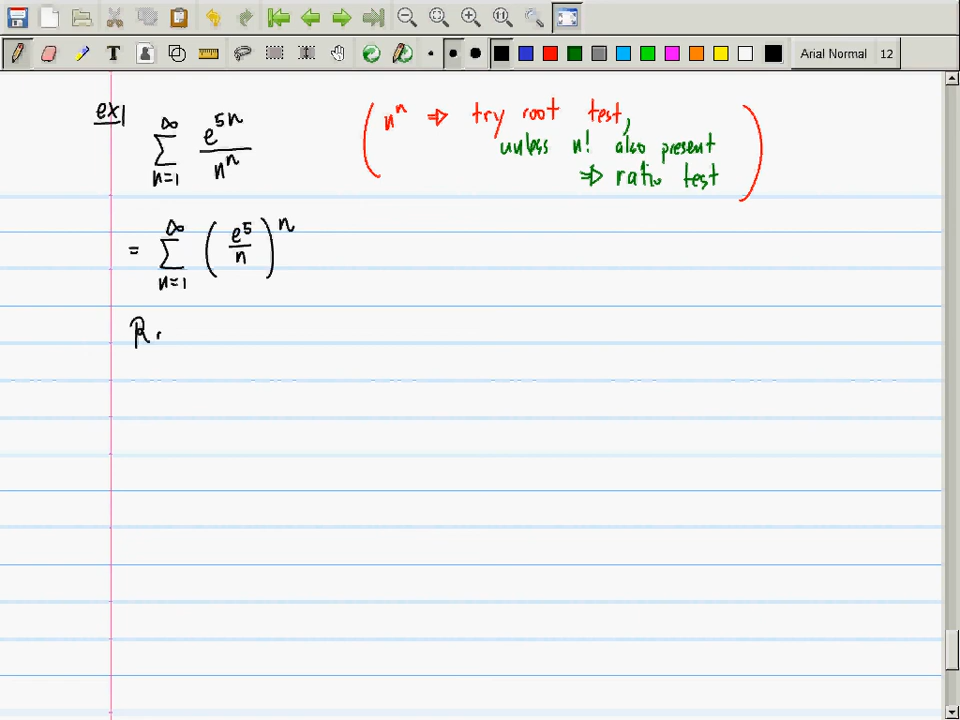 Arial Normal 12
ex1 ∞ Σ n=1 e^5n / n^n ( n^n ⇒ try root test,
unless n! also present
⇒ ratio test )
= ∞ Σ n=1 ( e^5 / n )^n
R